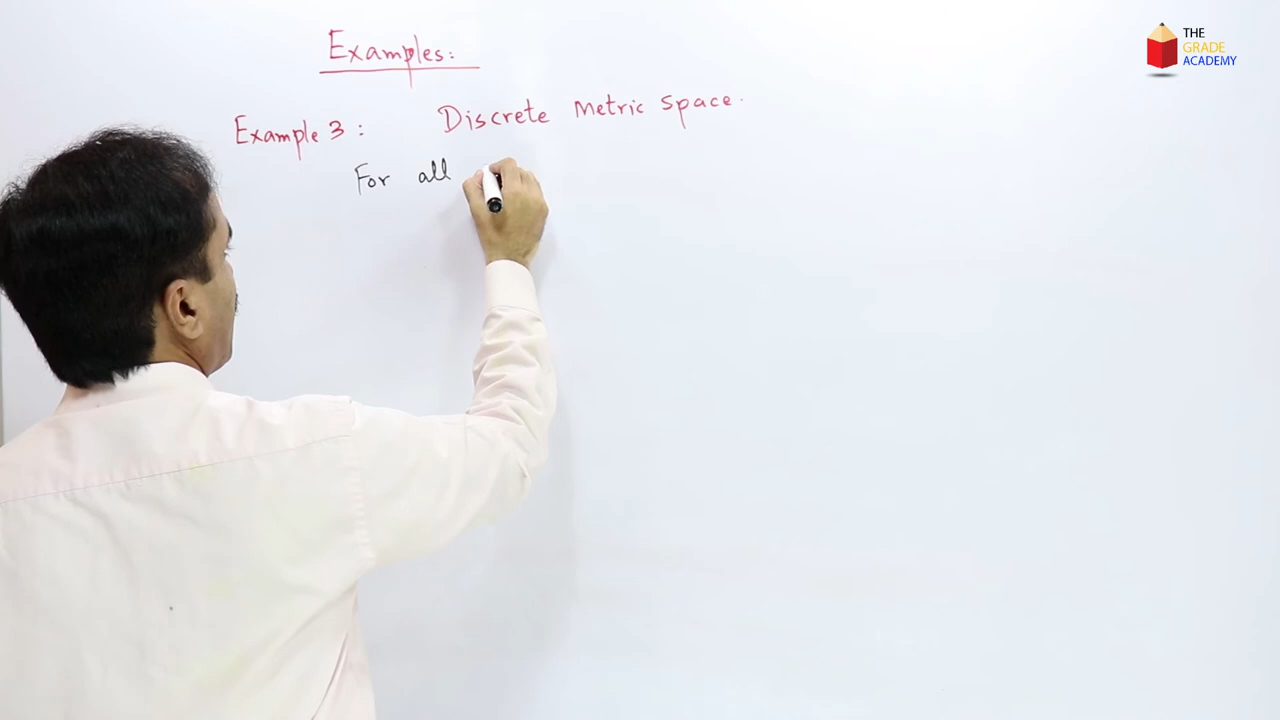 Examples:
Example 3 : Discrete Metric Space.
For all
THE
GRADE
ACADEMY